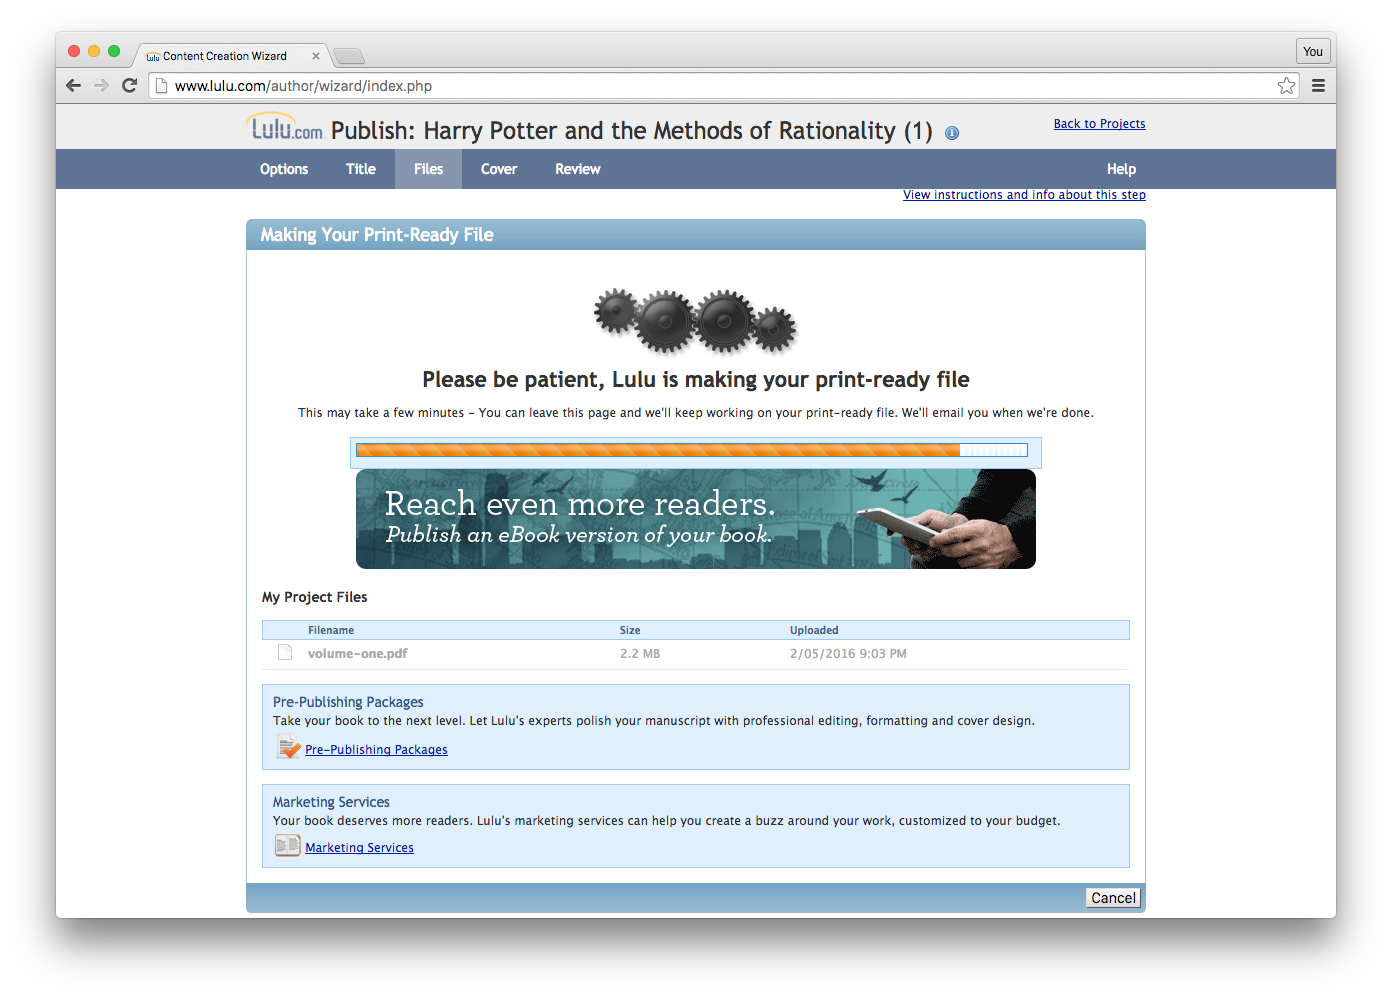 Content Creation Wizard
You
www.lulu.com/author/wizard/index.php
Lulu.com Publish: Harry Potter and the Methods of Rationality (1)
Back to Projects
Options Title Files Cover Review Help
View instructions and info about this step
Making Your Print-Ready File
Please be patient, Lulu is making your print-ready file
This may take a few minutes - You can leave this page and we'll keep working on your print-ready file. We'll email you when we're done.
Reach even more readers.
Publish an eBook version of your book.
My Project Files
Filename Size Uploaded
volume-one.pdf 2.2 MB 2/05/2016 9:03 PM
Pre-Publishing Packages
Take your book to the next level. Let Lulu's experts polish your manuscript with professional editing, formatting and cover design.
Pre-Publishing Packages
Marketing Services
Your book deserves more readers. Lulu's marketing services can help you create a buzz around your work, customized to your budget.
Marketing Services
Cancel